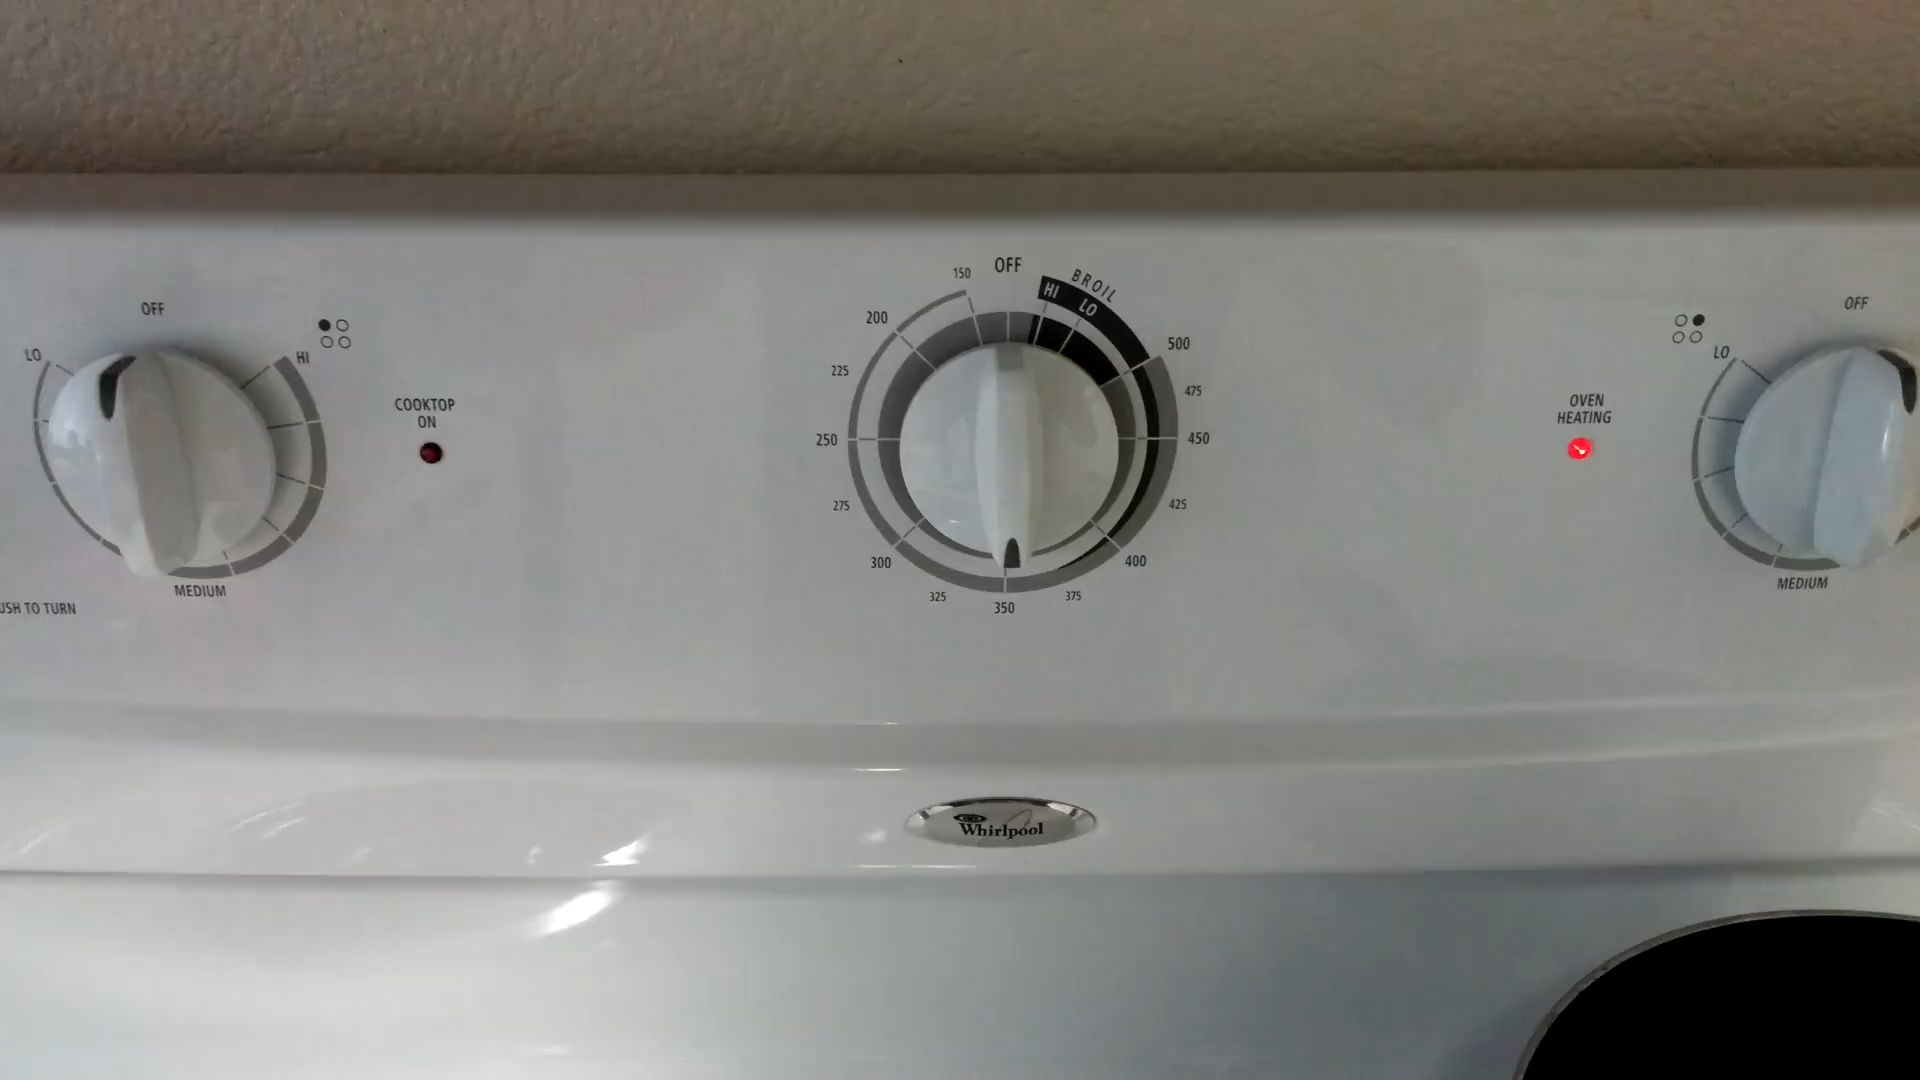 OFF
LO
HI
MEDIUM
USH TO TURN
COOKTOP
ON
OFF
BROIL
HI
LO
150
200
225
250
275
300
325
350
375
400
425
450
475
500
OVEN
HEATING
OFF
LO
MEDIUM
Whirlpool